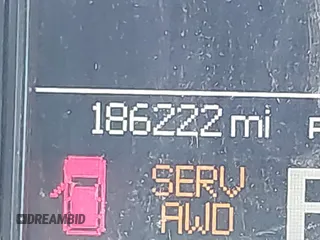 186222 mi
SERV
AWD
DREAMBID